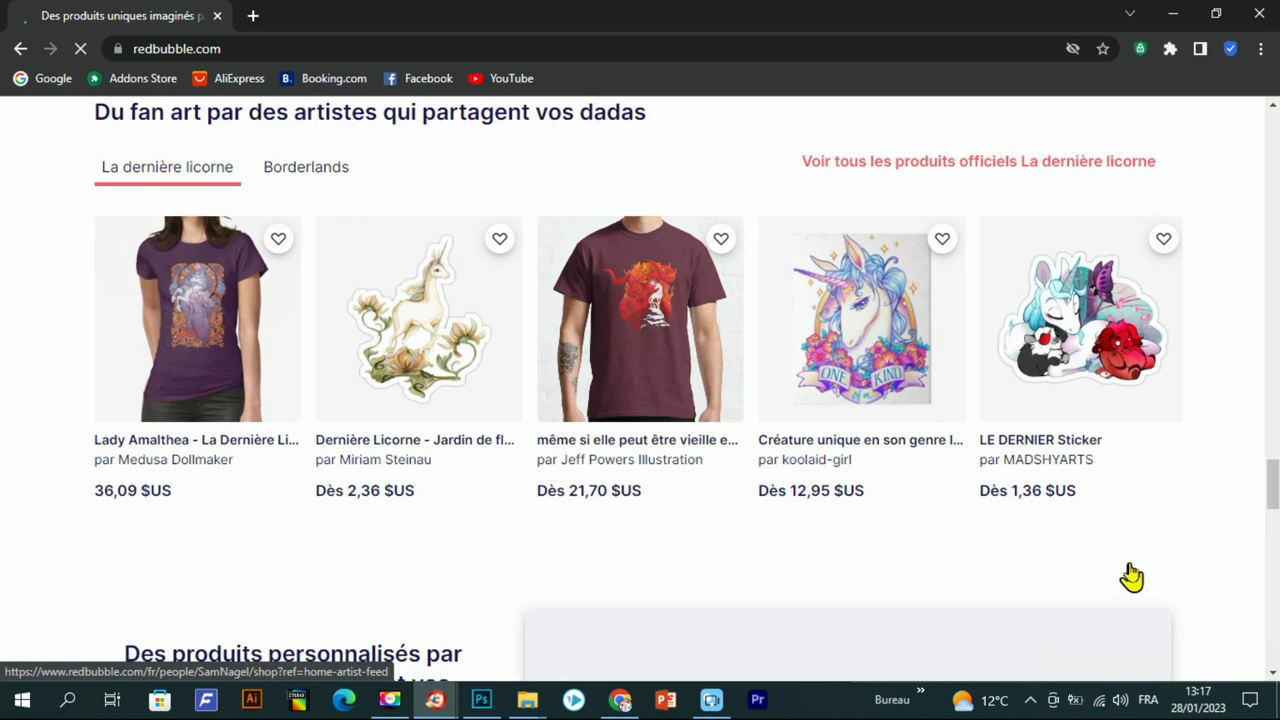 Des produits uniques imaginés p
redbubble.com
Google
Addons Store
AliExpress
B.
Booking.com
Facebook
YouTube
Du fan art par des artistes qui partagent vos dadas
La dernière licorne
Borderlands
Voir tous les produits officiels La dernière licorne
ONE of a KIND
Lady Amalthea - La Dernière Li...
Dernière Licorne - Jardin de fl...
même si elle peut être vieille e...
Créature unique en son genre l...
LE DERNIER Sticker
par Medusa Dollmaker
par Miriam Steinau
par Jeff Powers Illustration
par koolaid-girl
par MADSHYARTS
36,09 $US
Dès 2,36 $US
Dès 21,70 $US
Dès 12,95 $US
Dès 1,36 $US
Des produits personnalisés par
https://www.redbubble.com/fr/people/SamNagel/shop?ref=home-artist-feed
Ai
STUDIO
Ps
Pr
Bureau
12°C
FRA
13:17
28/01/2023